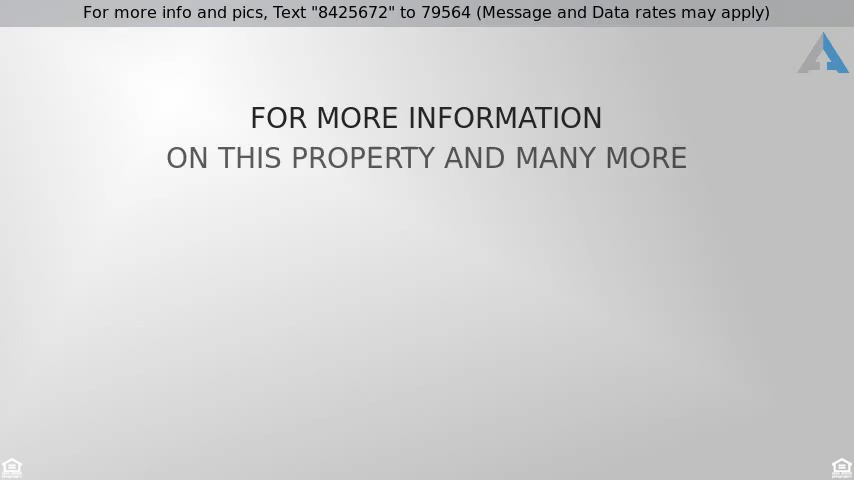 For more info and pics, Text "8425672" to 79564 (Message and Data rates may apply)
FOR MORE INFORMATION
ON THIS PROPERTY AND MANY MORE